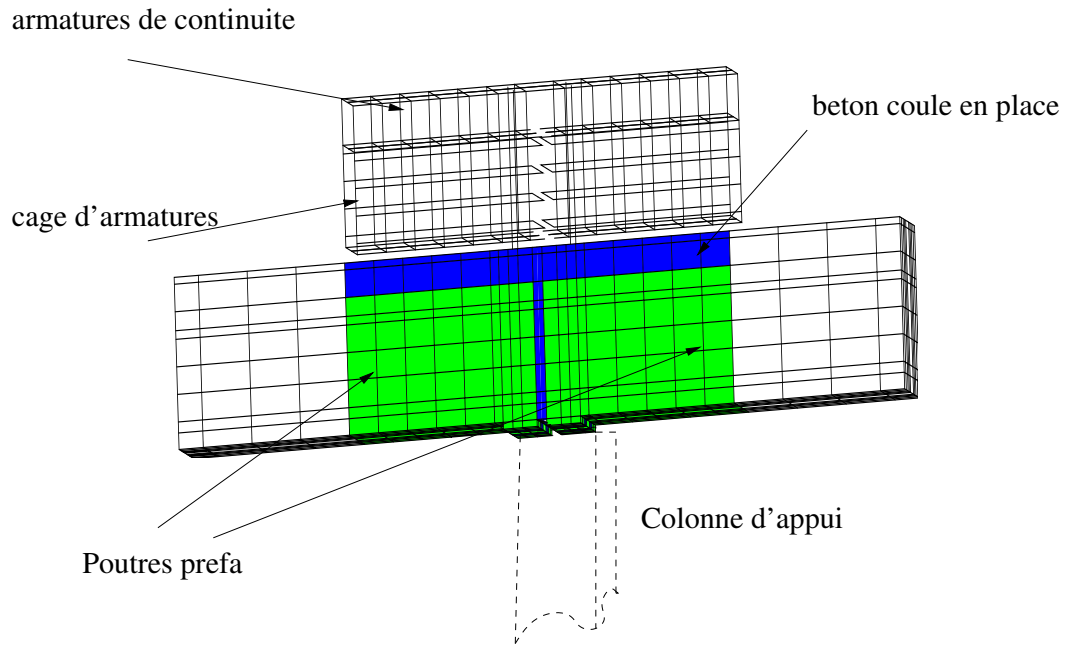 armatures de continuite
beton coule en place
cage d'armatures
Colonne d'appui
Poutres prefa